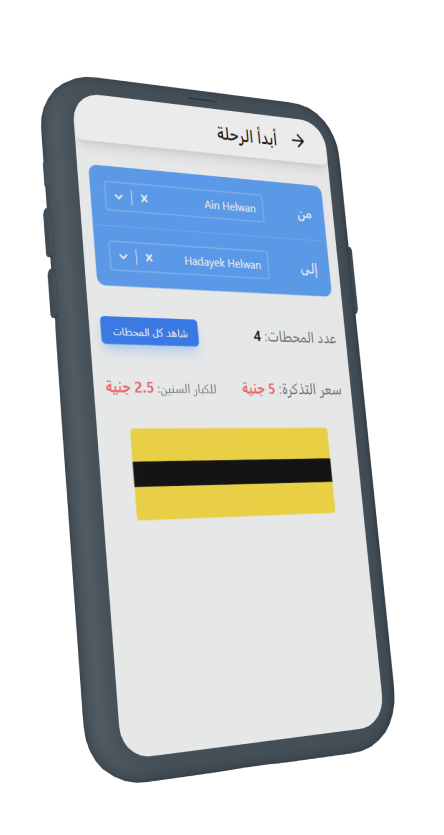 أبدأ الرحلة
من Ain Helwan x
إلى Hadayek Helwan x
عدد المحطات: 4 شاهد كل المحطات
سعر التذكرة: 5 جنية للكبار السنين: 2.5 جنية